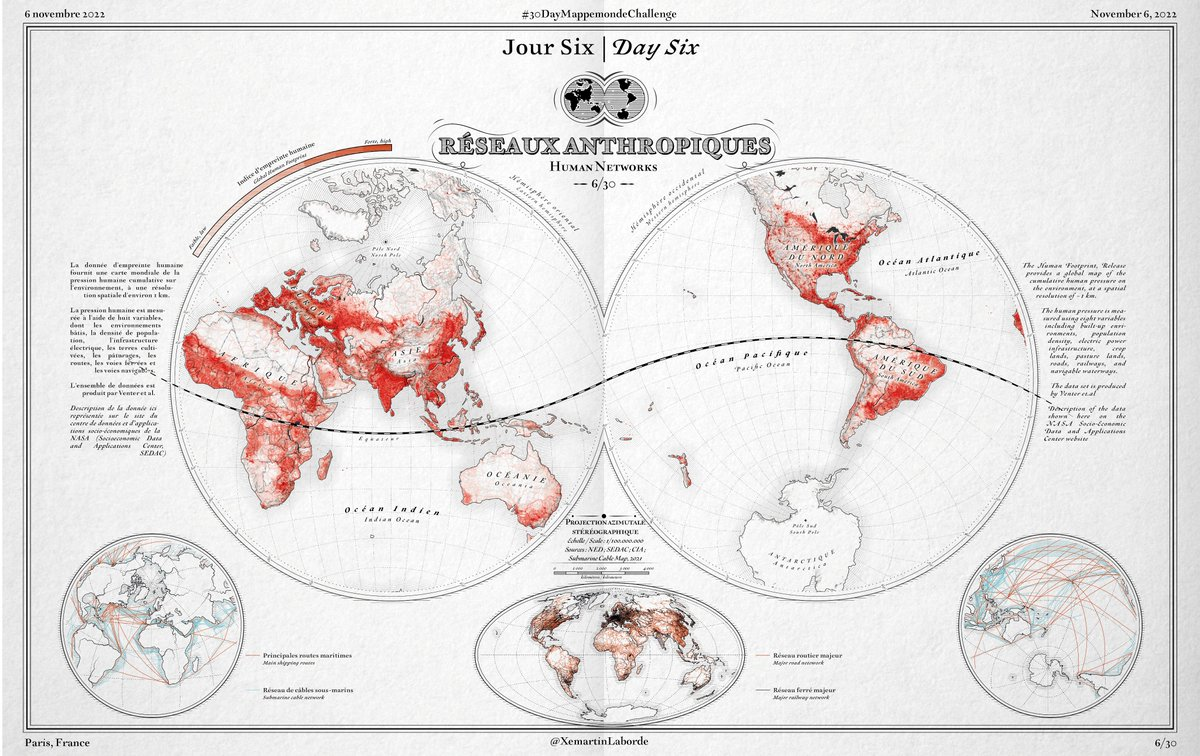 6 novembre 2022
#30DayMappemondeChallenge
November 6, 2022
Jour Six | Day Six
RÉSEAUX ANTHROPIQUES
HUMAN NETWORKS
— 6/30 —
Indice d'empreinte humaine
Global Human Footprint
Faible, low
Forte, high
Hémisphère oriental
Eastern hemisphere
Hémisphère occidental
Western hemisphere
La donnée d'empreinte humaine
fournit une carte mondiale de la
pression humaine cumulative sur
l'environnement, à une résolu-
tion spatiale d'environ 1 km.
La pression humaine est mesu-
rée à l'aide de huit variables,
dont les environnements
bâtis, la densité de popula-
tion, l'infrastructure
électrique, les terres culti-
vées, les pâturages, les
routes, les voies ferrées et
les voies navigables.
L'ensemble de données est
produit par Venter et al.
Description de la donnée ici
représentée sur le site du
centre de données et d'applica-
tions socio-économiques de la
NASA (Socioeconomic Data
and Applications Center,
SEDAC)
Pôle Nord
North Pole
EUROPE
ASIE
Asia
AFRIQUE
Équateur
OCÉANIE
Oceania
Océan Indien
Indian Ocean
AMÉRIQUE
DU NORD
North America
Océan Atlantique
Atlantic Ocean
Océan Pacifique
Pacific Ocean
AMÉRIQUE
DU SUD
South America
Pôle Sud
South Pole
ANTARCTIQUE
Antarctica
The Human Footprint, Release
provides a global map of the
cumulative human pressure on
the environment, at a spatial
resolution of ~1 km.
The human pressure is mea-
sured using eight variables
including built-up envi-
ronments, population
density, electric power
infrastructure, crop
lands, pasture lands,
roads, railways, and
navigable waterways.
The data set is produced
by Venter et.al
Description of the data
shown here on the
NASA Socio-Economic
Data and Applications
Center website
PROJECTION AZIMUTALE
STÉRÉOGRAPHIQUE
Échelle / Scale : 1/100.000.000
Sources : NED; SEDAC; CIA;
Submarine Cable Map, 2021
0 1 000 2 000 3 000 4 000
kilomètres / kilometers
Principales routes maritimes
Main shipping routes
Réseau de câbles sous-marins
Submarine cable network
Réseau routier majeur
Major road network
Réseau ferré majeur
Major railway network
Paris, France
@XemartinLaborde
6/30